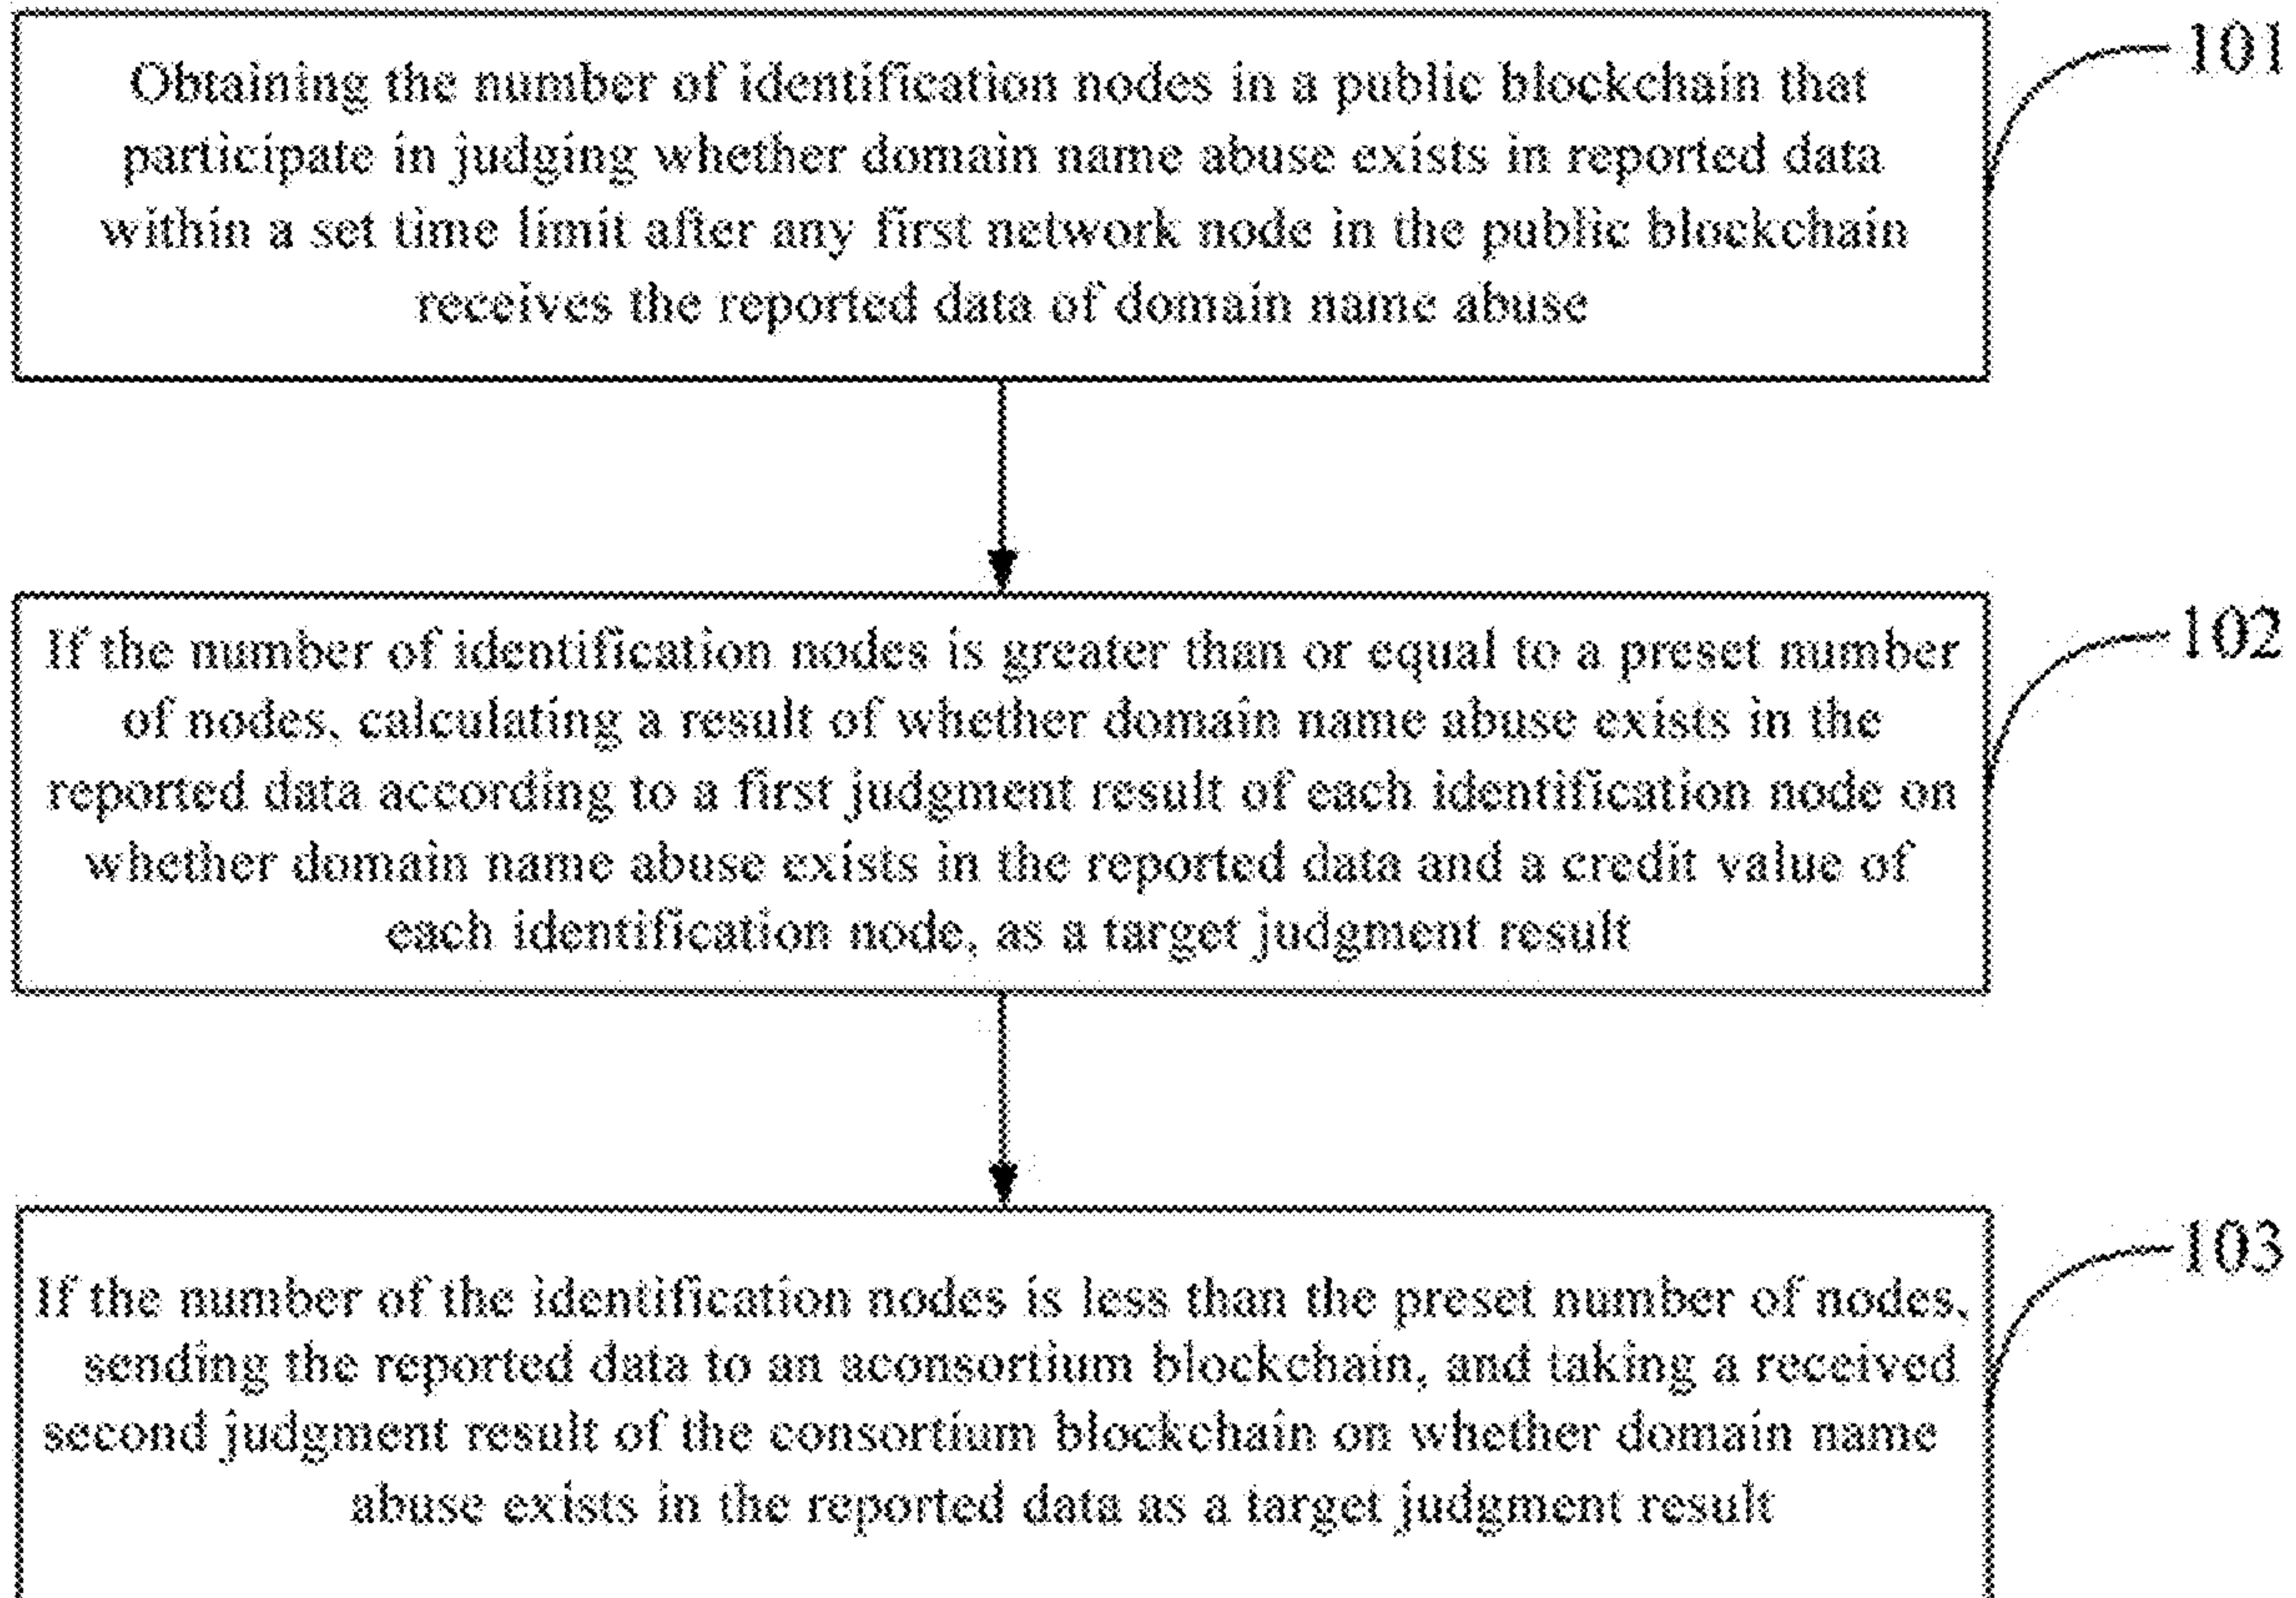 Obtaining the number of identification nodes in a public blockchain that
participate in judging whether domain name abuse exists in reported data
within a set time limit after any first network node in the public blockchain
receives the reported data of domain name abuse
101
If the number of identification nodes is greater than or equal to a preset number
of nodes, calculating a result of whether domain name abuse exists in the
reported data according to a first judgment result of each identification node on
whether domain name abuse exists in the reported data and a credit value of
each identification node, as a target judgment result
102
If the number of the identification nodes is less than the preset number of nodes,
sending the reported data to an aconsortium blockchain, and taking a received
second judgment result of the consortium blockchain on whether domain name
abuse exists in the reported data as a target judgment result
103